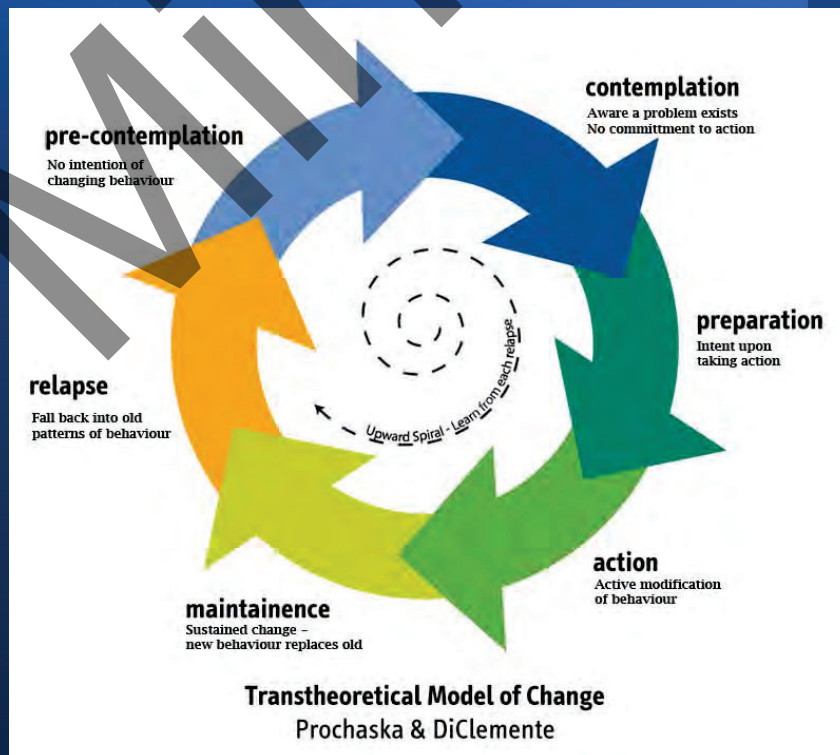 pre-contemplation
No intention of
changing behaviour
contemplation
Aware a problem exists
No committment to action
preparation
Intent upon
taking action
action
Active modification
of behaviour
maintainence
Sustained change –
new behaviour replaces old
relapse
Fall back into old
patterns of behaviour
Upward Spiral - Learn from each relapse
Transtheoretical Model of Change
Prochaska & DiClemente